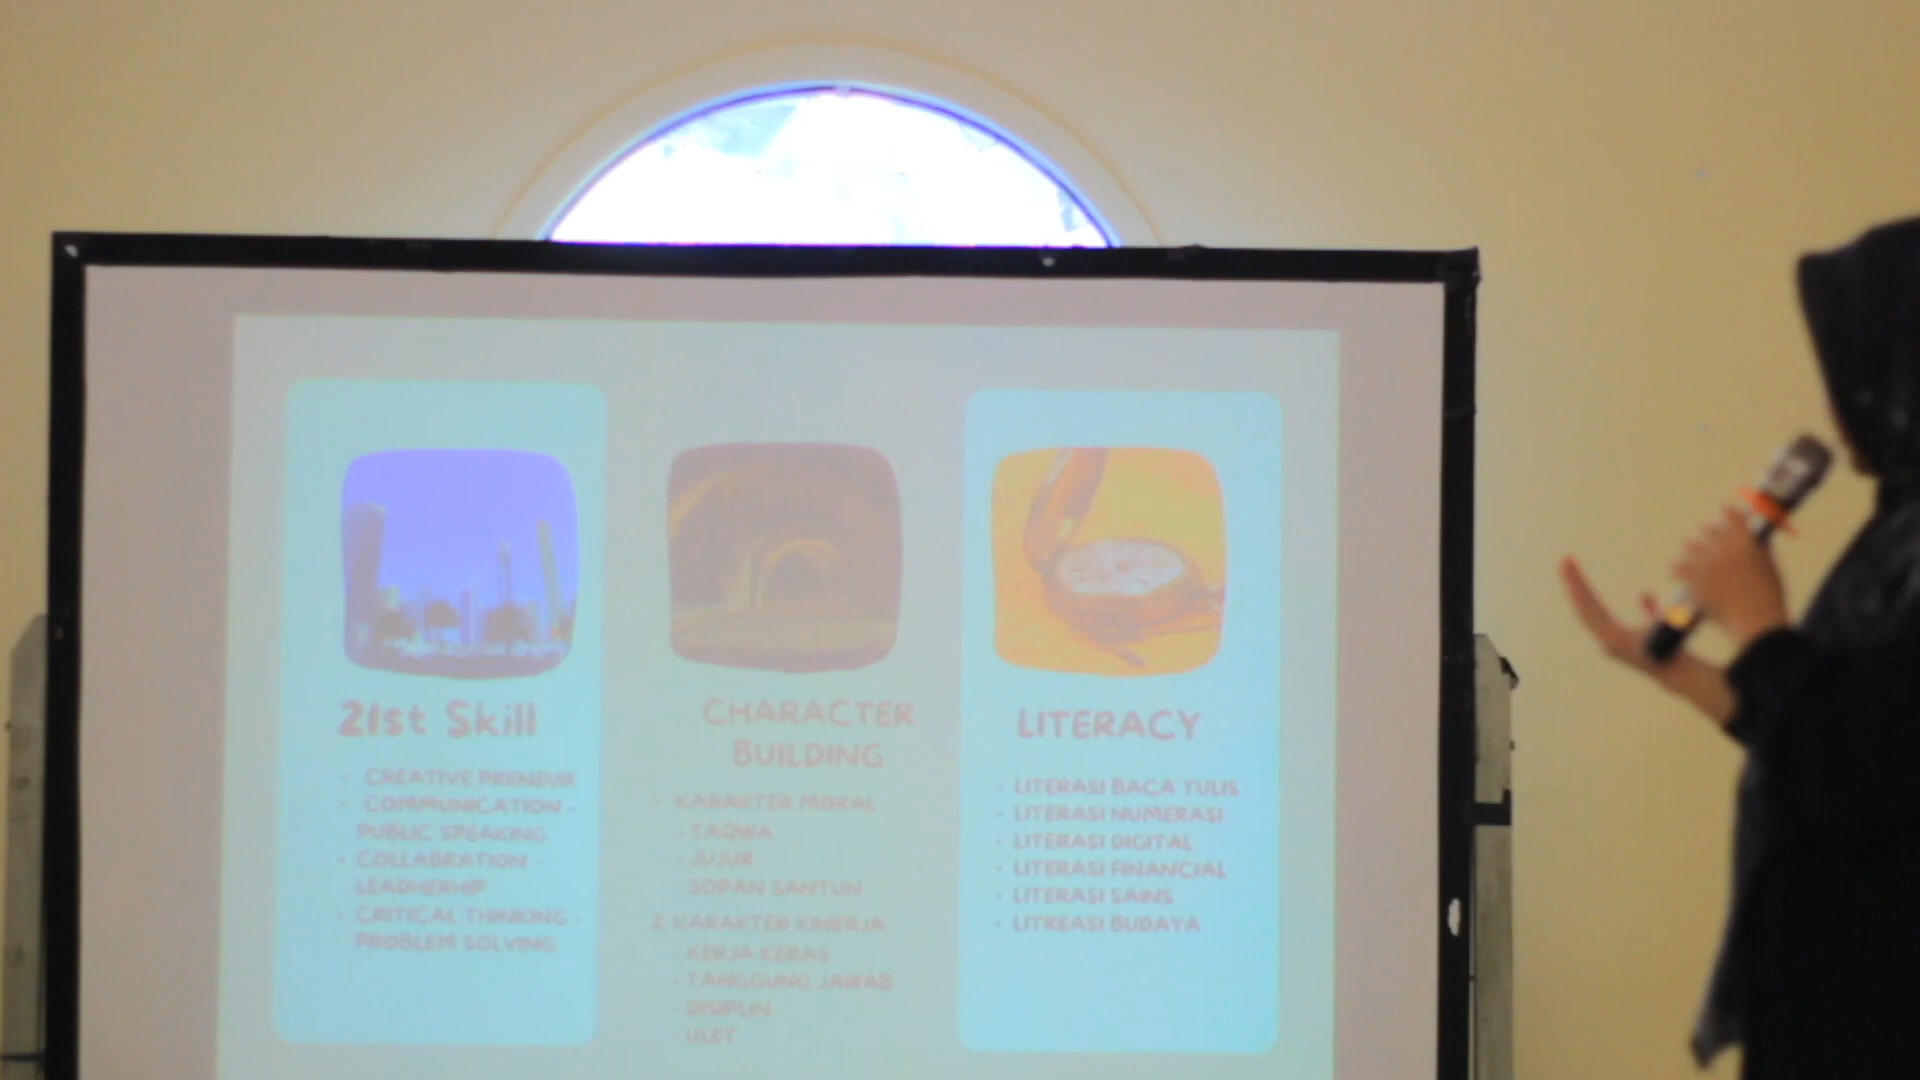 21st Skill
• CREATIVE PRENEUR
• COMMUNICATION -
PUBLIC SPEAKING
• COLLABRATION -
LEADHERHIP
• CRITICAL THINKING -
PROBLEM SOLVING
CHARACTER
BUILDING
• KARAKTER MORAL
- TAQWA
- JUJUR
- SOPAN SANTUN
2. KARAKTER KINERJA
- KERJA KERAS
- TANGGUNG JAWAB
- DISIPLIN
- ULET
LITERACY
• LITERASI BACA TULIS
• LITERASI NUMERASI
• LITERASI DIGITAL
• LITERASI FINANCIAL
• LITERASI SAINS
• LITREASI BUDAYA